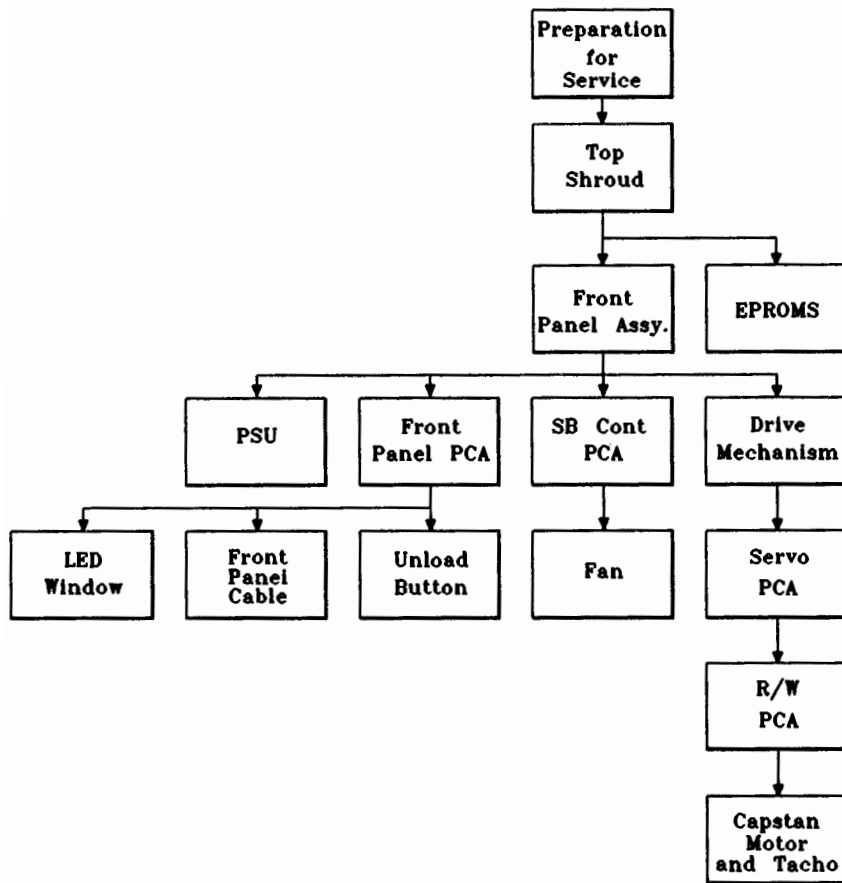 Preparation
for
Service
Top
Shroud
Front
Panel Assy.
EPROMS
PSU
Front
Panel PCA
SB Cont
PCA
Drive
Mechanism
LED
Window
Front
Panel
Cable
Unload
Button
Fan
Servo
PCA
R/W
PCA
Capstan
Motor
and Tacho